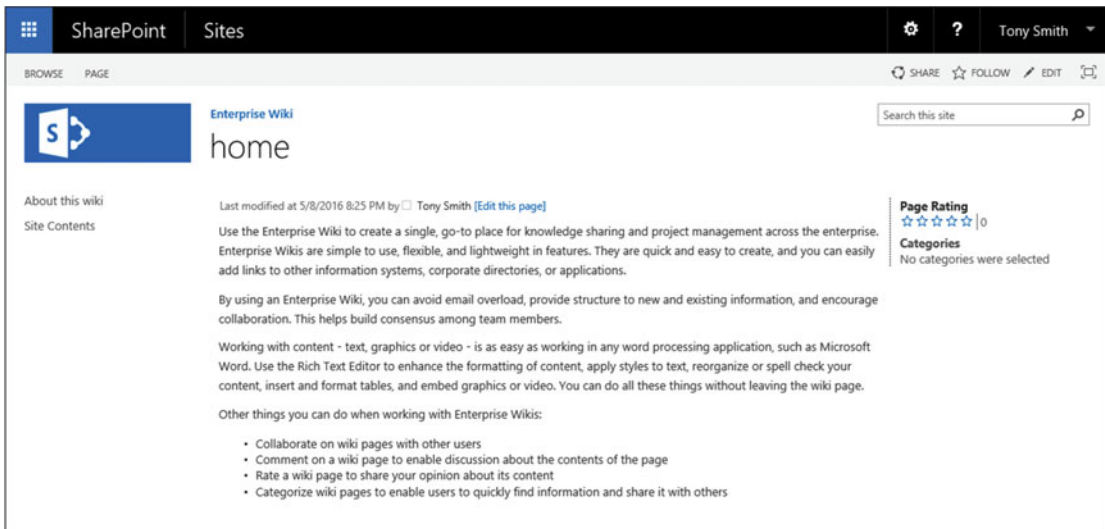 SharePoint Sites ? Tony Smith
BROWSE PAGE SHARE FOLLOW EDIT
S
Enterprise Wiki
home
Search this site
About this wiki
Site Contents
Last modified at 5/8/2016 8:25 PM by Tony Smith [Edit this page]
Use the Enterprise Wiki to create a single, go-to place for knowledge sharing and project management across the enterprise.
Enterprise Wikis are simple to use, flexible, and lightweight in features. They are quick and easy to create, and you can easily
add links to other information systems, corporate directories, or applications.
By using an Enterprise Wiki, you can avoid email overload, provide structure to new and existing information, and encourage
collaboration. This helps build consensus among team members.
Working with content - text, graphics or video - is as easy as working in any word processing application, such as Microsoft
Word. Use the Rich Text Editor to enhance the formatting of content, apply styles to text, reorganize or spell check your
content, insert and format tables, and embed graphics or video. You can do all these things without leaving the wiki page.
Other things you can do when working with Enterprise Wikis:
• Collaborate on wiki pages with other users
• Comment on a wiki page to enable discussion about the contents of the page
• Rate a wiki page to share your opinion about its content
• Categorize wiki pages to enable users to quickly find information and share it with others
Page Rating
0
Categories
No categories were selected